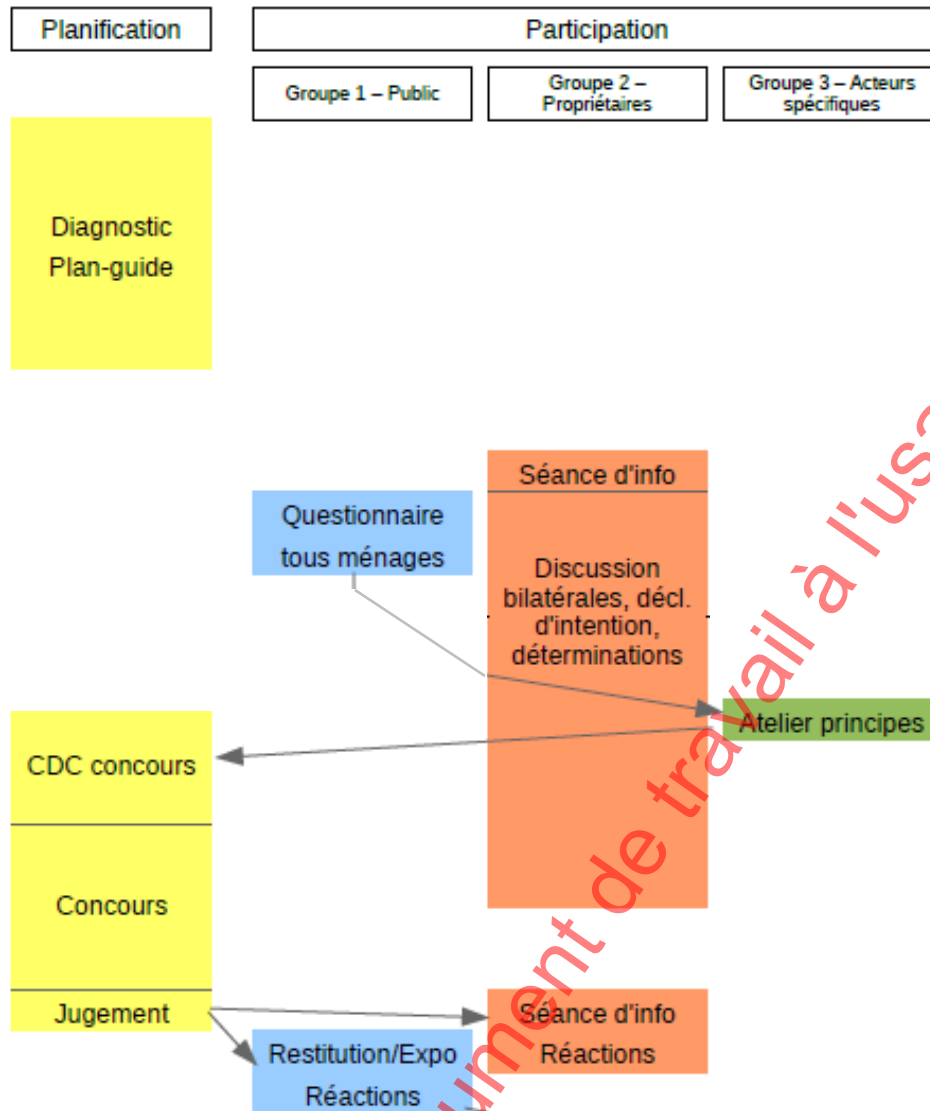 Planification
Participation
Groupe 1 – Public
Groupe 2 –
Propriétaires
Groupe 3 – Acteurs
spécifiques
Diagnostic
Plan-guide
Séance d'info
Questionnaire
tous ménages
Discussion
bilatérales, décl.
d'intention,
déterminations
Atelier principes
CDC concours
Concours
Jugement
Séance d'info
Réactions
Restitution/Expo
Réactions
de travail à